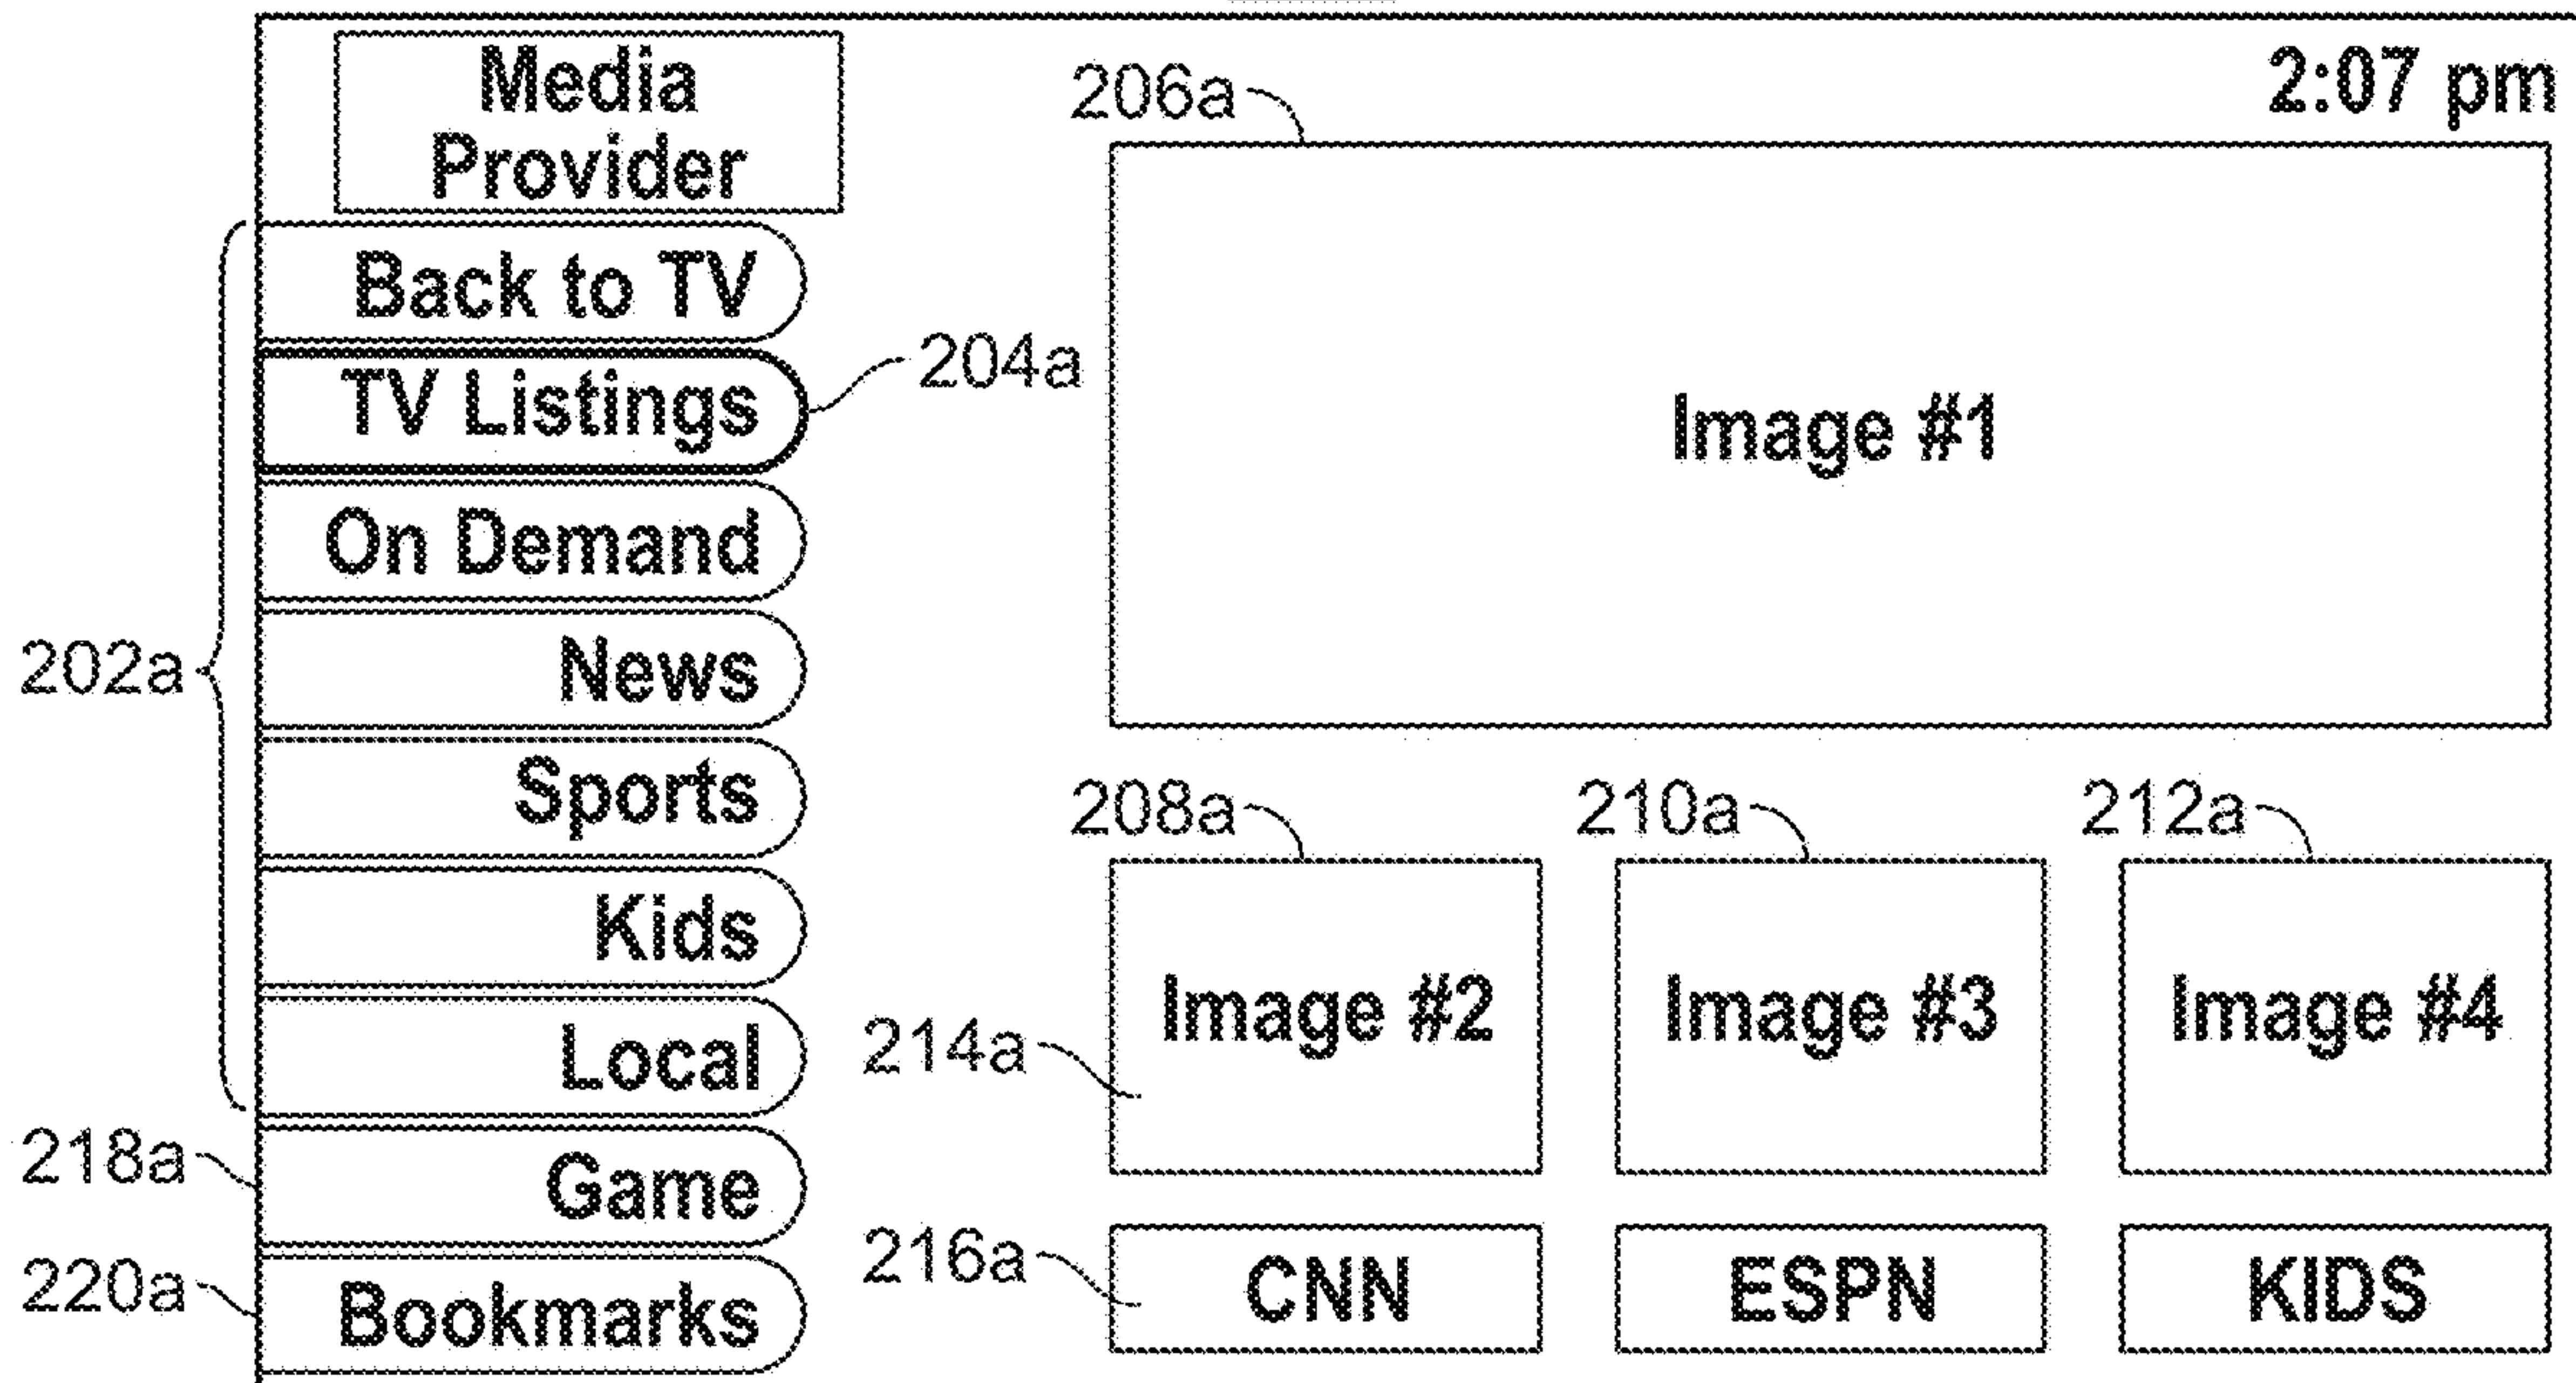 2:07 pm
Media
Provider
206a
Back to TV
TV Listings
204a
Image #1
On Demand
News
202a
Sports
208a
210a
212a
Kids
Image #2
Image #3
Image #4
Local
214a
218a
Game
216a
CNN
ESPN
KIDS
220a
Bookmarks